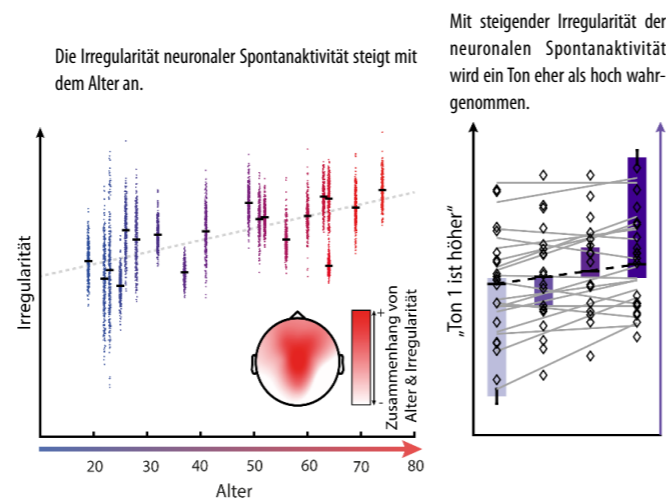 Die Irregularität neuronaler Spontanaktivität steigt mit
dem Alter an.
Irregularität
+
-
Zusammenhang von
Alter & Irregularität
20 30 40 50 60 70 80
Alter
Mit steigender Irregularität der
neuronalen Spontanaktivität
wird ein Ton eher als hoch wahr-
genommen.
„Ton 1 ist höher“